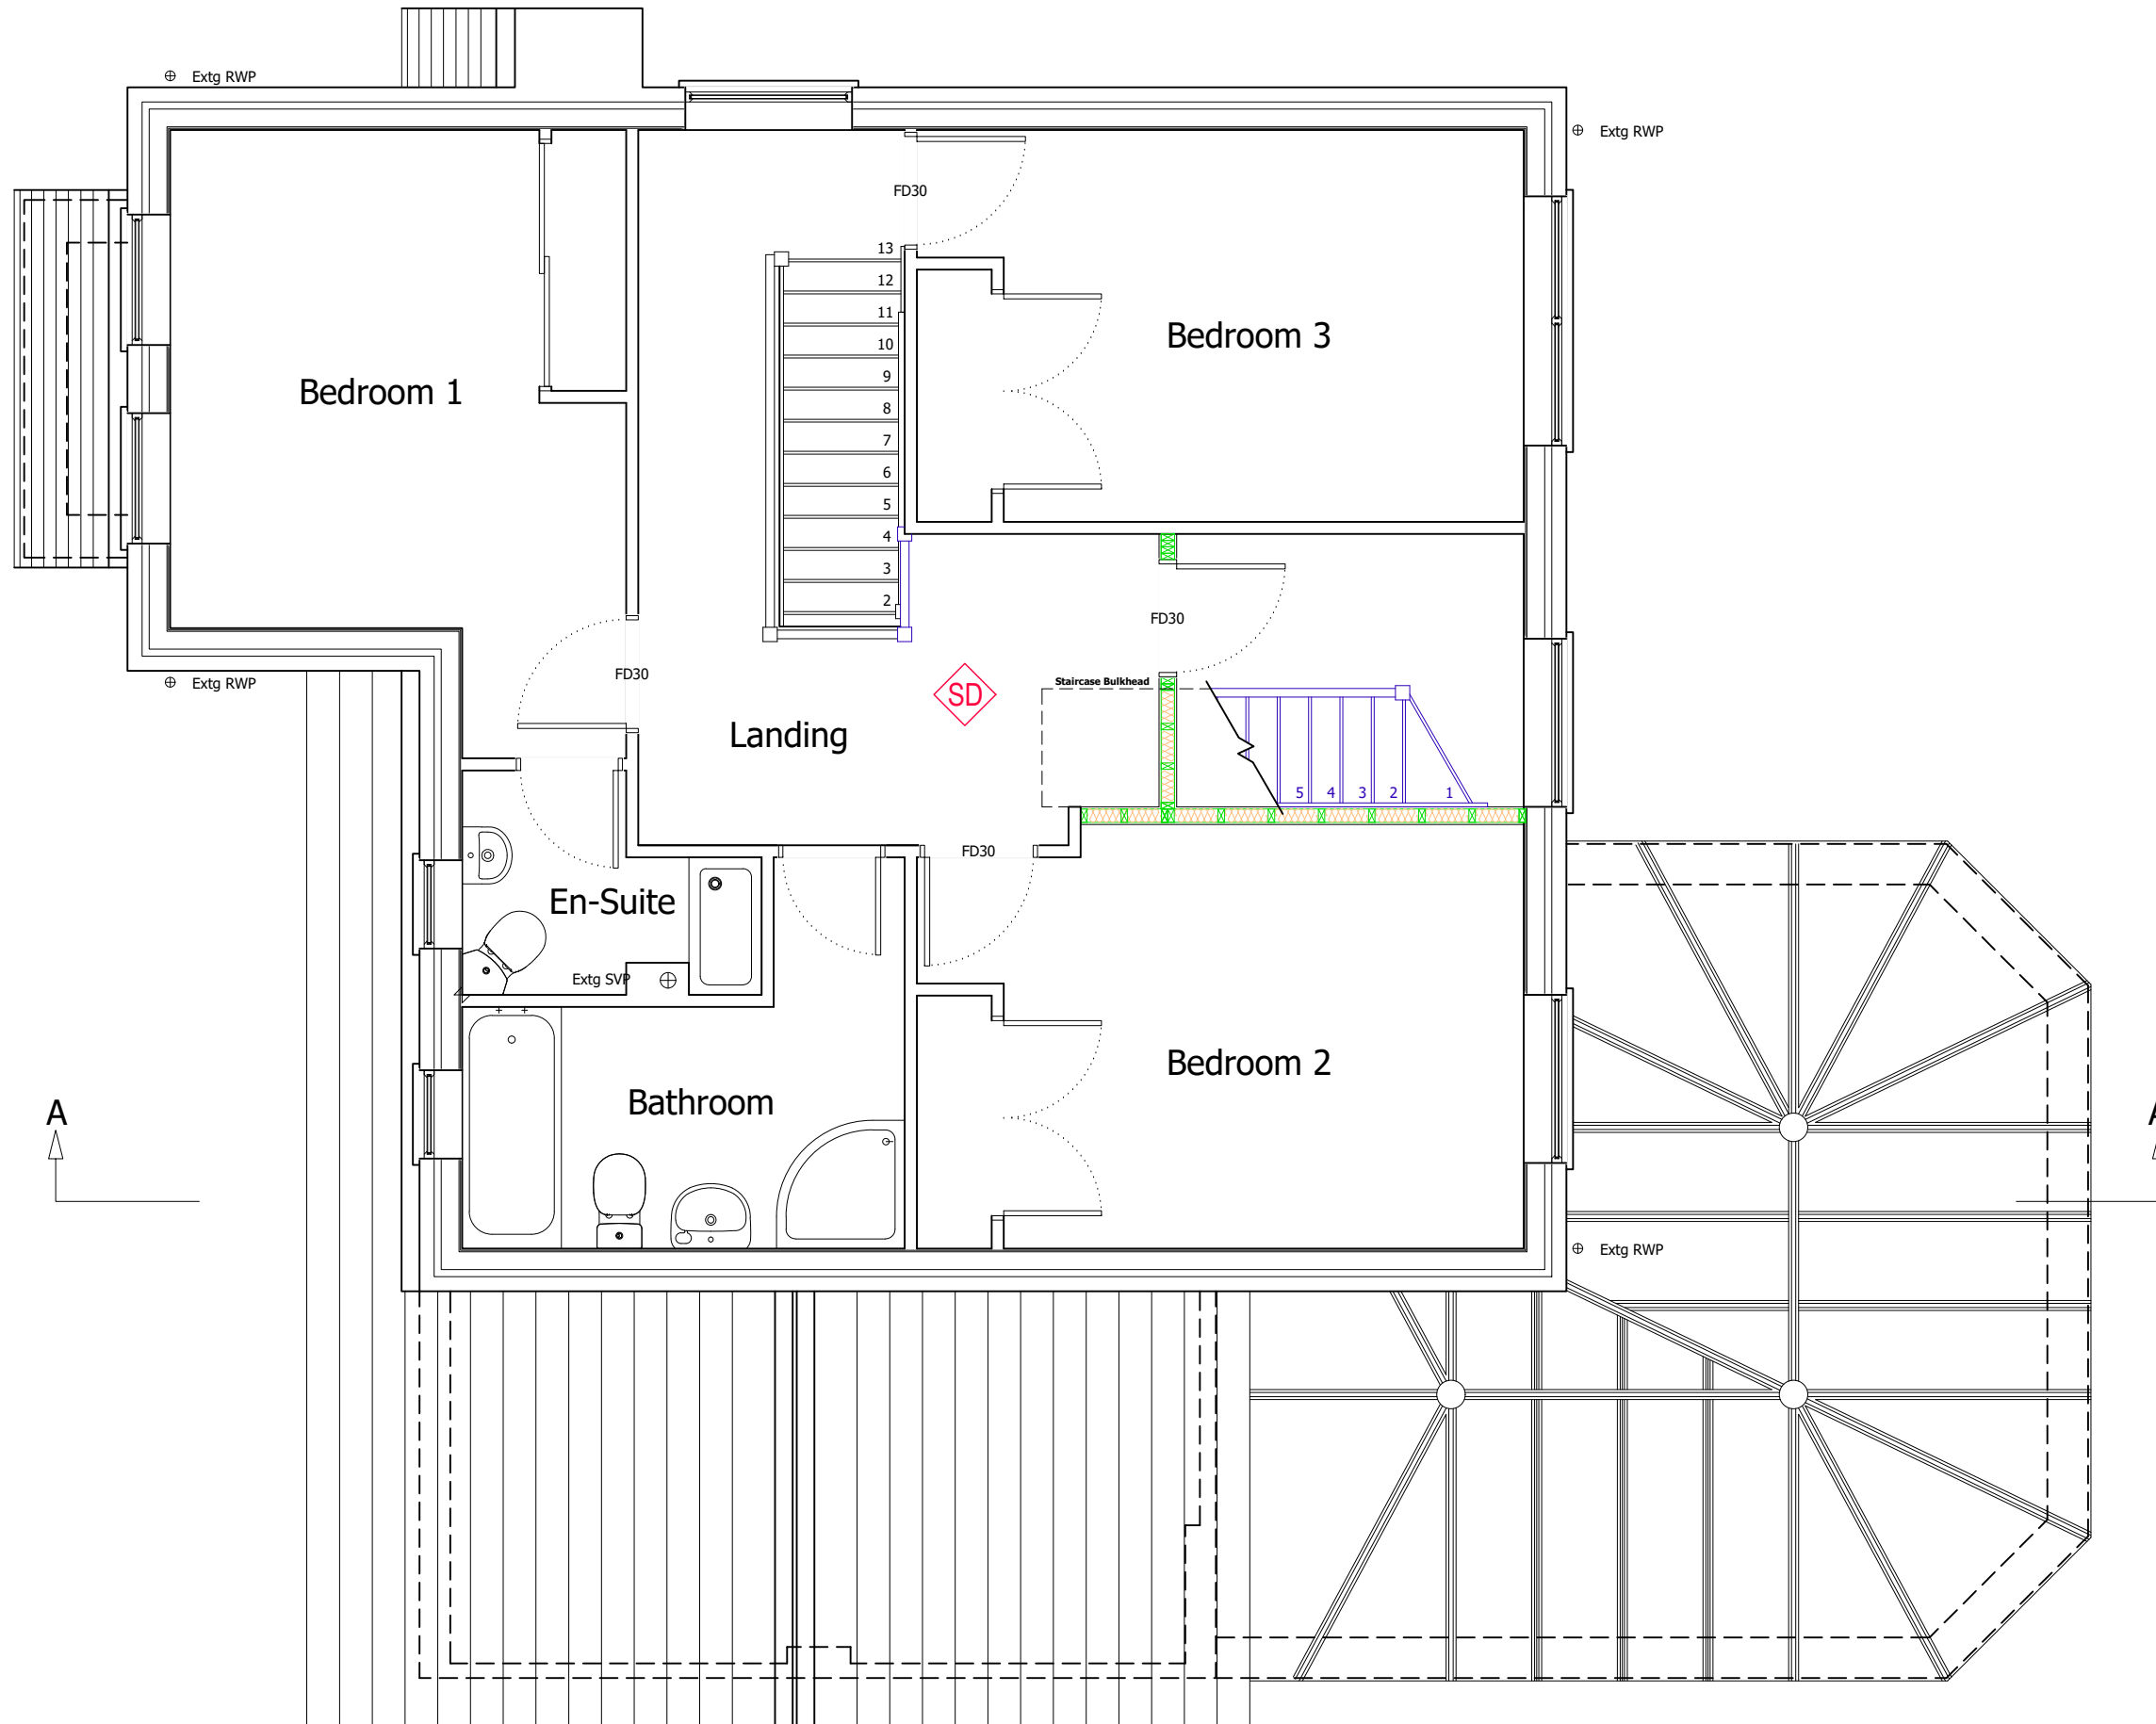 Extg RWP
Extg RWP
FD30
13
12
11
10
9
8
7
6
5
4
3
2
Bedroom 3
Bedroom 1
FD30
FD30
Extg RWP
Staircase Bulkhead
SD
Landing
5 4 3 2 1
FD30
En-Suite
Extg SVP
Bedroom 2
Bathroom
A
A
Extg RWP